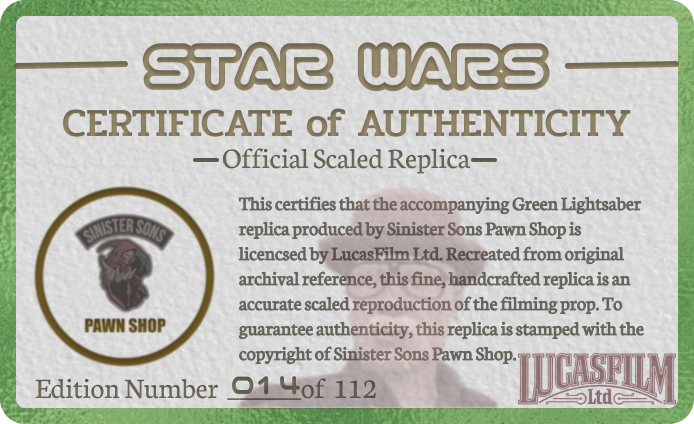 STAR WARS
CERTIFICATE of AUTHENTICITY
Official Scaled Replica
SINISTER SONS
PAWN SHOP
This certifies that the accompanying Green Lightsaber
replica produced by Sinister Sons Pawn Shop is
licencsed by LucasFilm Ltd. Recreated from original
archival reference, this fine, handcrafted replica is an
accurate scaled reproduction of the filming prop. To
guarantee authenticity, this replica is stamped with the
copyright of Sinister Sons Pawn Shop.
LUCASFILM
Ltd
Edition Number 014 of 112